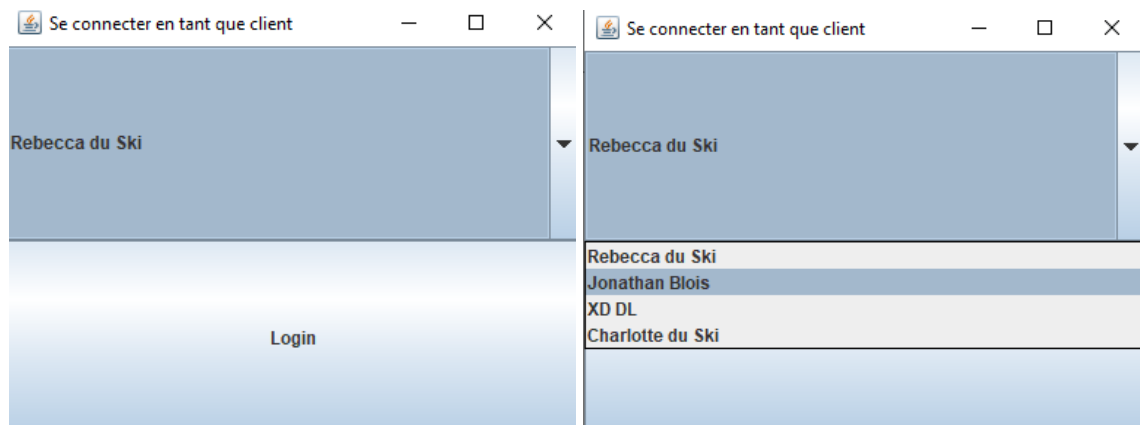 Se connecter en tant que client
Rebecca du Ski
Login
Se connecter en tant que client
Rebecca du Ski
Rebecca du Ski
Jonathan Blois
XD DL
Charlotte du Ski